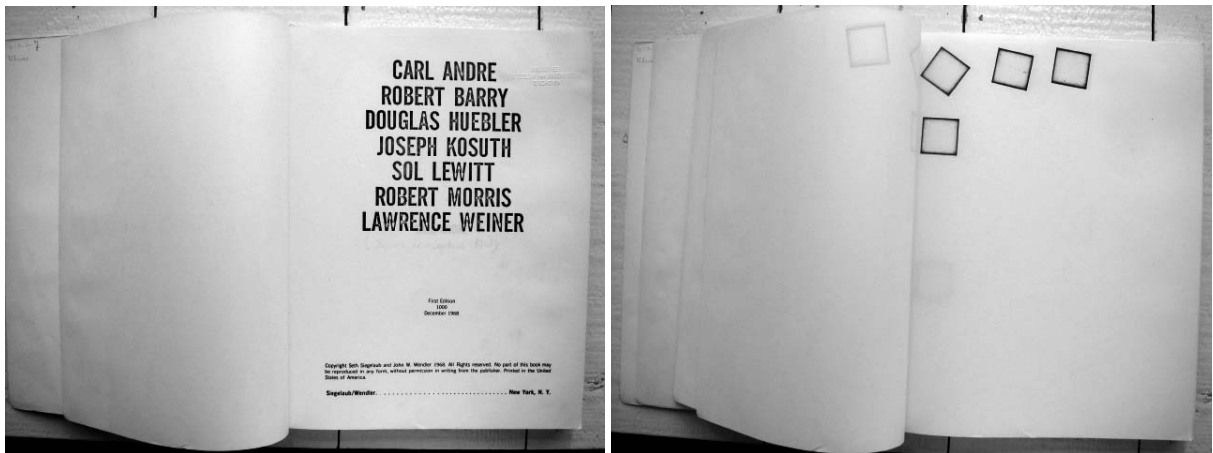 CARL ANDRE
ROBERT BARRY
DOUGLAS HUEBLER
JOSEPH KOSUTH
SOL LEWITT
ROBERT MORRIS
LAWRENCE WEINER
First Edition
1000
December 1968
Copyright Seth Siegelaub and John W. Wendler 1968. All Rights reserved. No part of this book may
be reproduced in any form, without permission in writing from the publisher. Printed in the United
States of America.
Siegelaub/Wendler. . . . . . . . . . . . . . . . . . . . . . . . . . . . . . . . New York, N. Y.